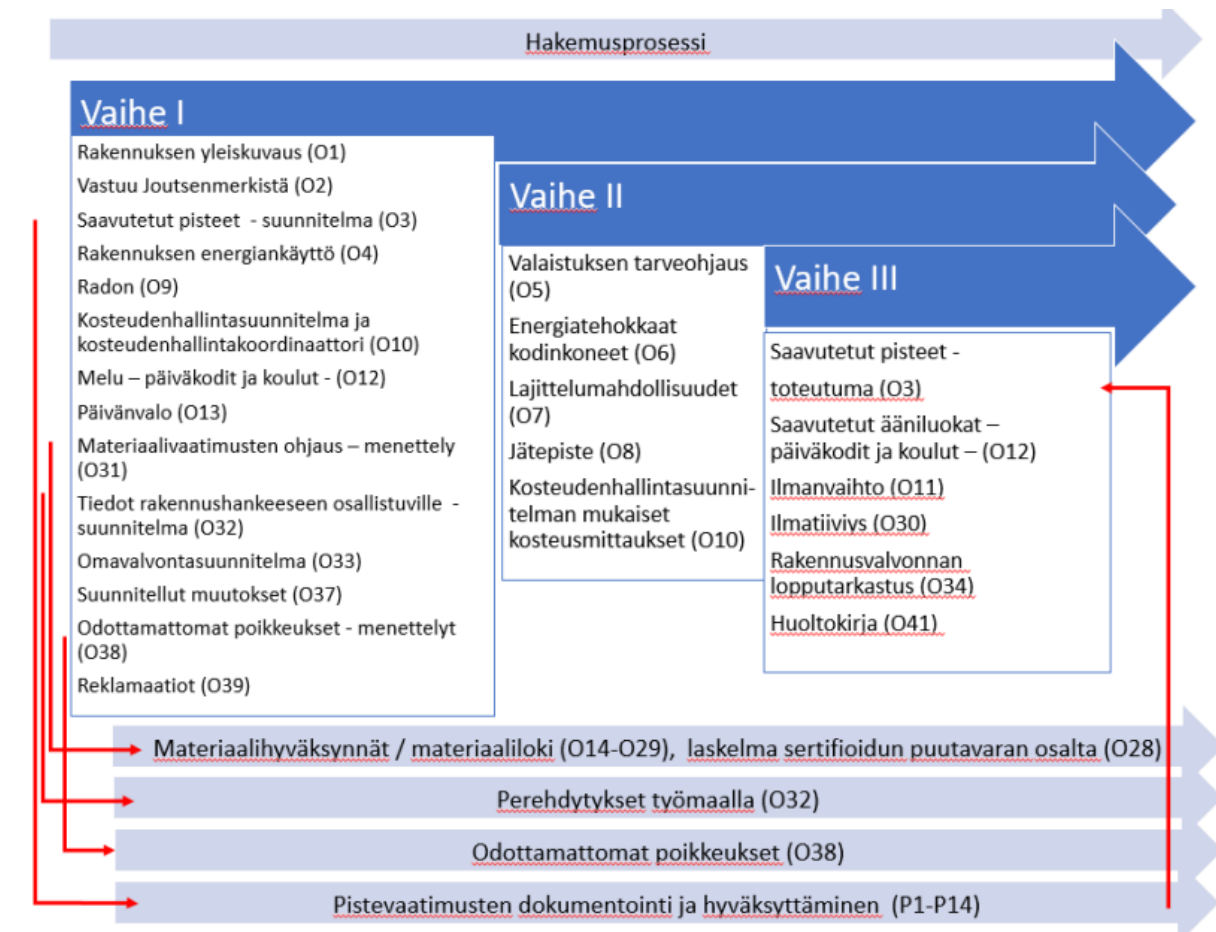 Hakemusprosessi
Vaihe I
Rakennuksen yleiskuvaus (O1)
Vastuu Joutsenmerkistä (O2)
Saavutetut pisteet - suunnitelma (O3)
Rakennuksen energiankäyttö (O4)
Radon (O9)
Kosteudenhallintasuunnitelma ja
kosteudenhallintakoordinaattori (O10)
Melu – päiväkodit ja koulut - (O12)
Päivänvalo (O13)
Materiaalivaatimusten ohjaus – menettely
(O31)
Tiedot rakennushankeeseen osallistuville -
suunnitelma (O32)
Omavalvontasuunnitelma (O33)
Suunnitellut muutokset (O37)
Odottamattomat poikkeukset - menettelyt
(O38)
Reklamaatiot (O39)
Vaihe II
Valaistuksen tarveohjaus
(O5)
Energiatehokkaat
kodinkoneet (O6)
Lajittelumahdollisuudet
(O7)
Jätepiste (O8)
Kosteudenhallintasuunni-
telman mukaiset
kosteusmittaukset (O10)
Vaihe III
Saavutetut pisteet -
toteutuma (O3)
Saavutetut ääniluokat –
päiväkodit ja koulut – (O12)
Ilmanvaihto (O11)
Ilmatiiviys (O30)
Rakennusvalvonnan
lopputarkastus (O34)
Huoltokirja (O41)
Materiaalihyväksynnät / materiaaliloki (O14-O29), laskelma sertifioidun puutavaran osalta (O28)
Perehdytykset työmaalla (O32)
Odottamattomat poikkeukset (O38)
Pistevaatimusten dokumentointi ja hyväksyttäminen (P1-P14)